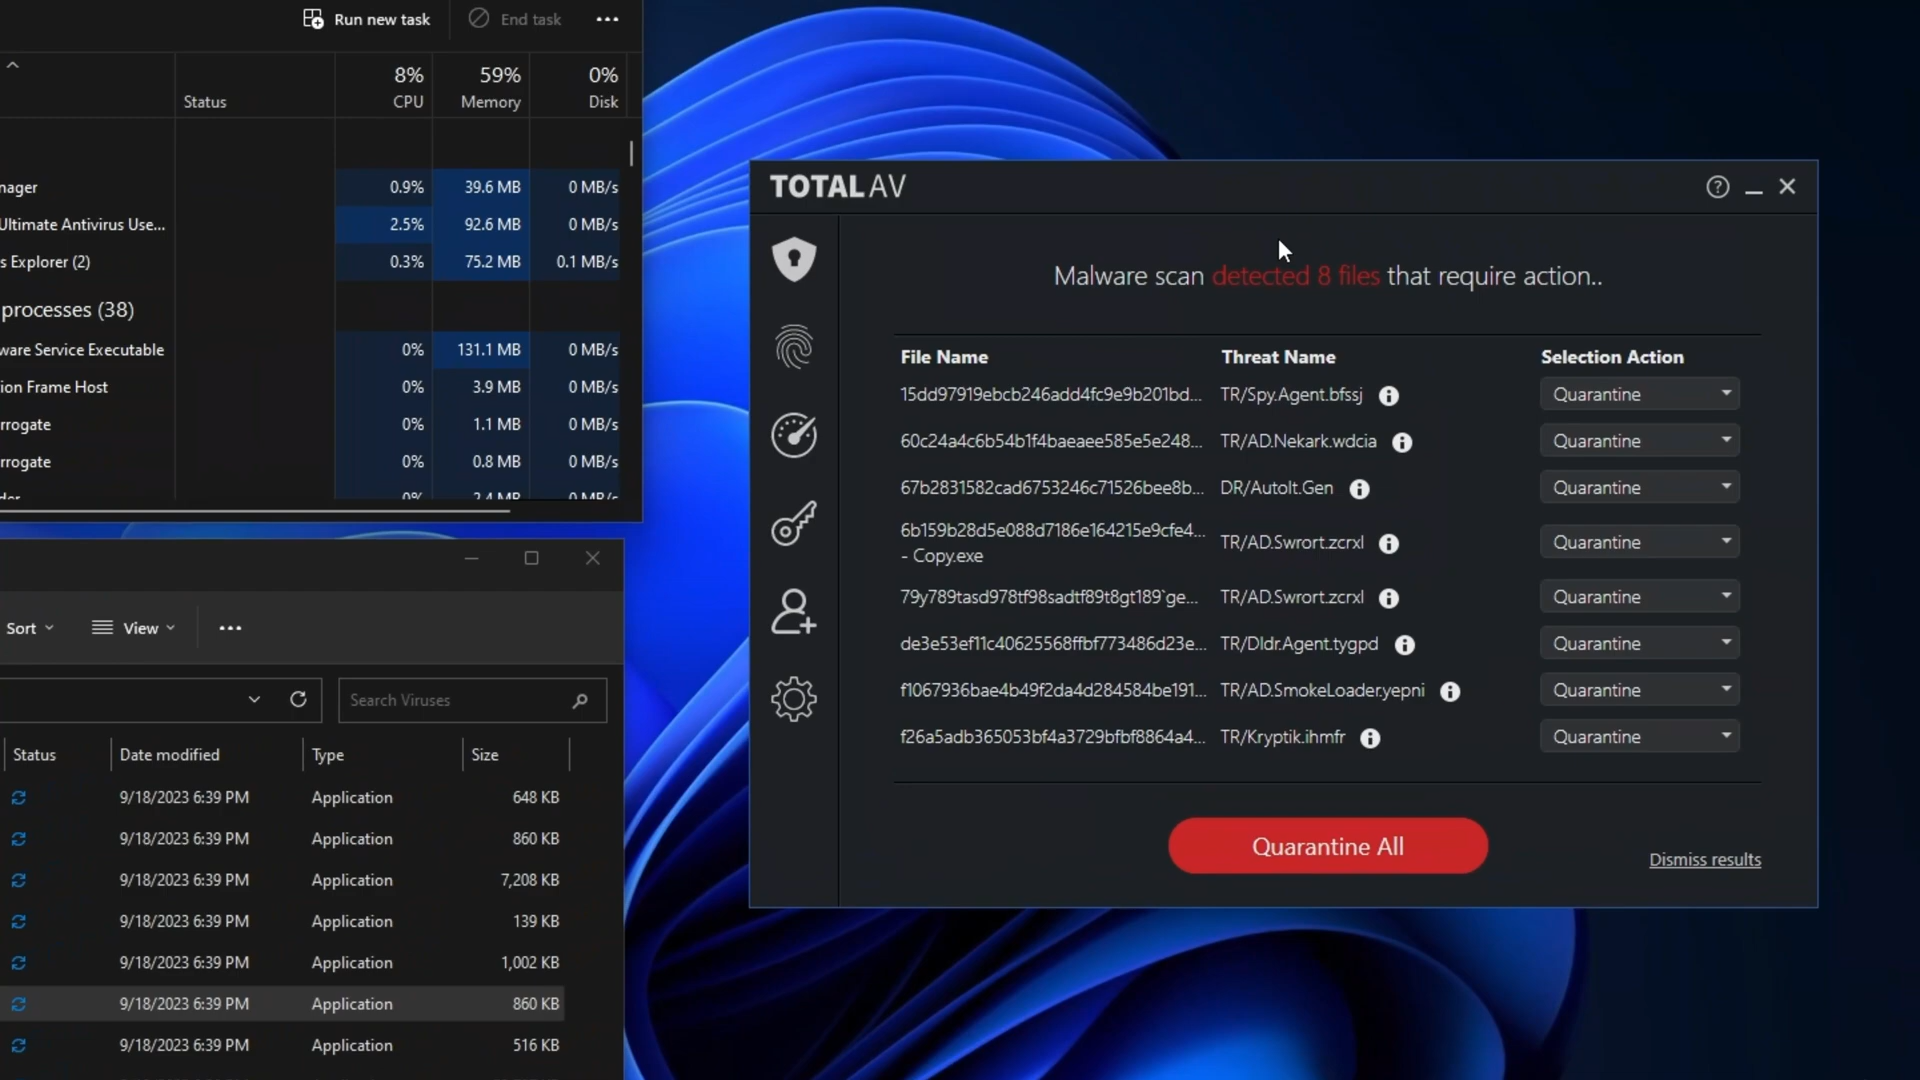 Run new task
End task
8%
59%
0%
Status
CPU
Memory
Disk
nager
0.9%
39.6 MB
0 MB/s
Ultimate Antivirus Use...
2.5%
92.6 MB
0 MB/s
s Explorer (2)
0.3%
75.2 MB
0.1 MB/s
processes (38)
ware Service Executable
0%
131.1 MB
0 MB/s
ion Frame Host
0%
3.9 MB
0 MB/s
rrogate
0%
1.1 MB
0 MB/s
rrogate
0%
0.8 MB
0 MB/s
0%
2.4 MB
Sort
View
Search Viruses
Status
Date modified
Type
Size
9/18/2023 6:39 PM
Application
648 KB
9/18/2023 6:39 PM
Application
860 KB
9/18/2023 6:39 PM
Application
7,208 KB
9/18/2023 6:39 PM
Application
139 KB
9/18/2023 6:39 PM
Application
1,002 KB
9/18/2023 6:39 PM
Application
860 KB
9/18/2023 6:39 PM
Application
516 KB
TOTALAV
Malware scan detected 8 files that require action..
File Name
Threat Name
Selection Action
15dd97919ebcb246add4fc9e9b201bd...
TR/Spy.Agent.bfssj
Quarantine
60c24a4c6b54b1f4baeaee585e5e248...
TR/AD.Nekark.wdcia
Quarantine
67b2831582cad6753246c71526bee8b...
DR/AutoIt.Gen
Quarantine
6b159b28d5e088d7186e164215e9cfe4...
- Copy.exe
TR/AD.Swrort.zcrxl
Quarantine
79y789tasd978tf98sadtf89t8gt189`ge...
TR/AD.Swrort.zcrxl
Quarantine
de3e53ef11c40625568ffbf773486d23e...
TR/Dldr.Agent.tygpd
Quarantine
f1067936bae4b49f2da4d284584be191...
TR/AD.SmokeLoader.yepni
Quarantine
f26a5adb365053bf4a3729bfbf8864a4...
TR/Kryptik.ihmfr
Quarantine
Quarantine All
Dismiss results